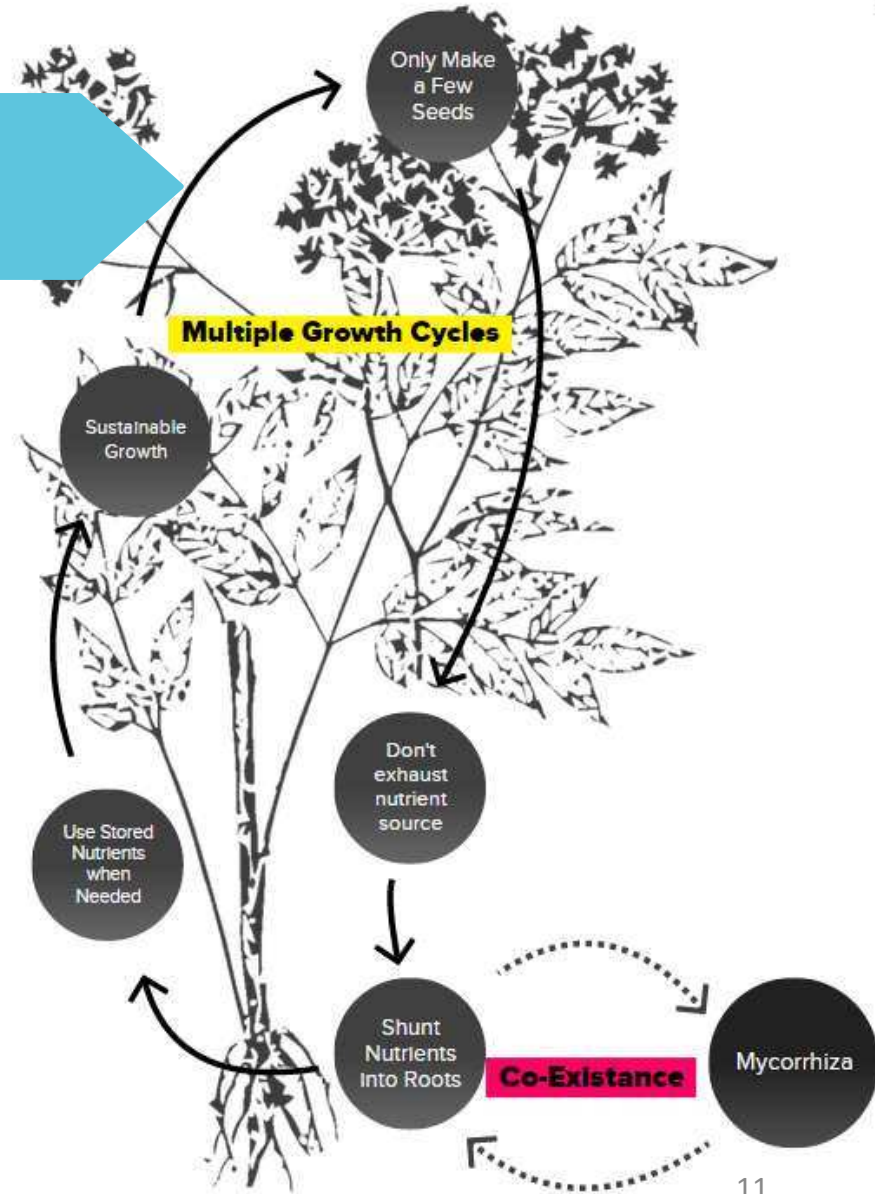 Only Make
a Few
Seeds
Multiple Growth Cycles
Sustainable
Growth
Don't
exhaust
nutrient
source
Use Stored
Nutrients
when
Needed
Shunt
Nutrients
into Roots
Co-Existance
Mycorrhiza
11